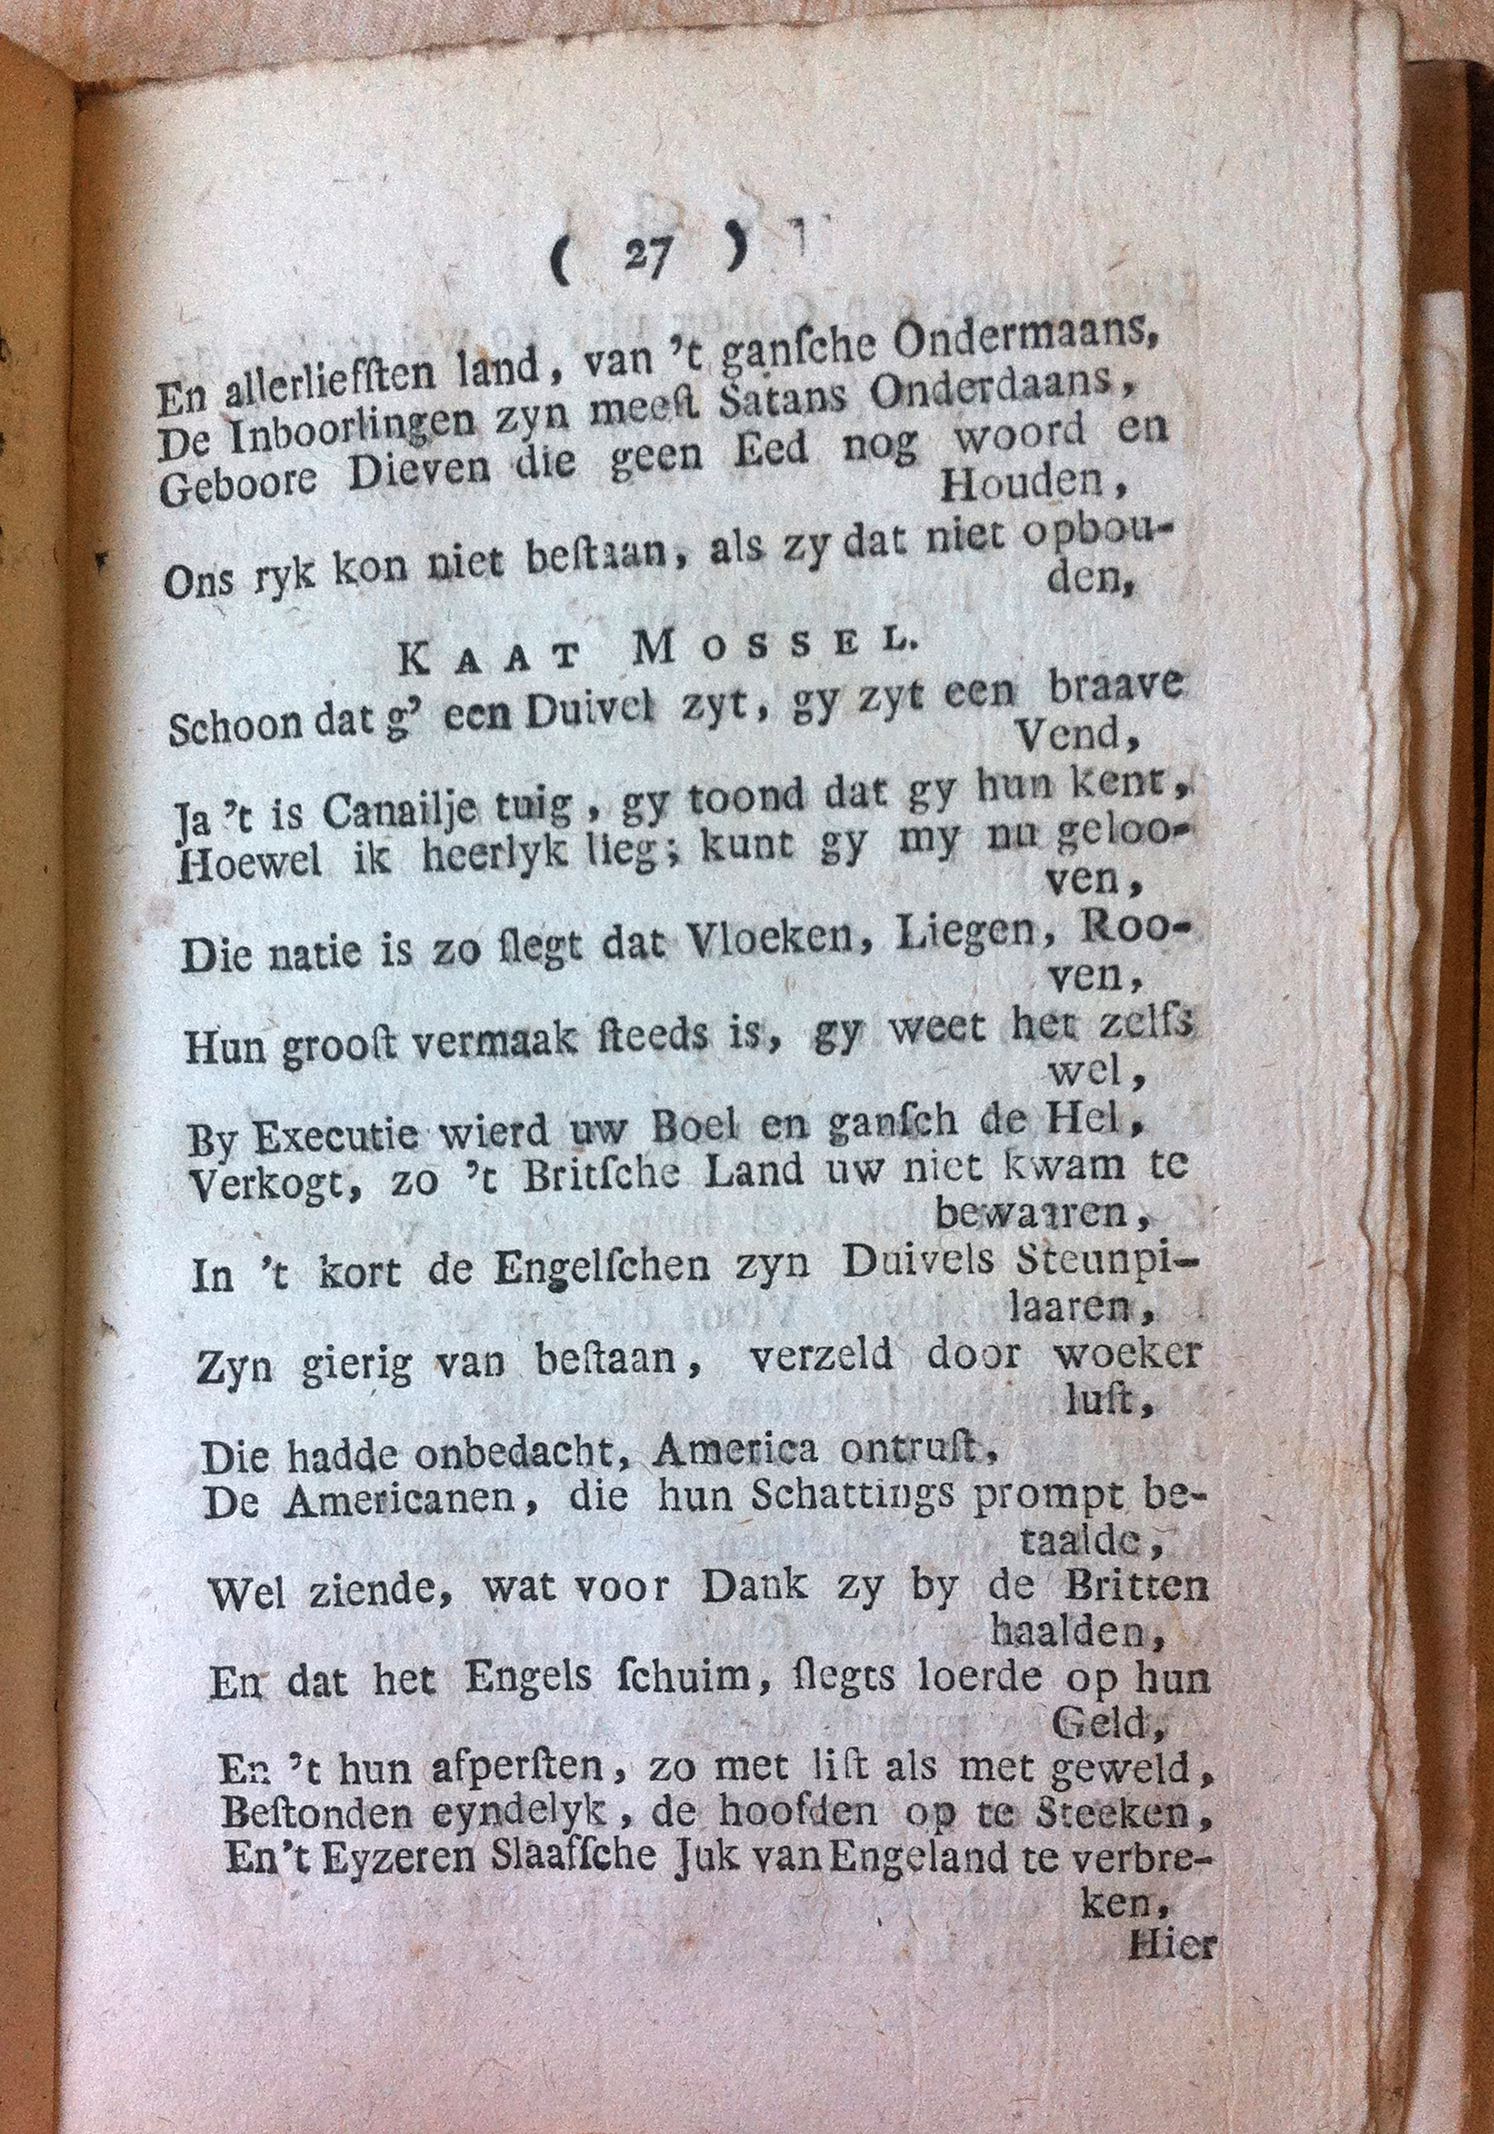 ( 27 )
En allerliefſten land, van 't ganſche Ondermaans,
De Inboorlingen zyn meeſt Satans Onderdaans,
Geboore Dieven die geen Eed nog woord en
Houden,
Ons ryk kon niet beſtaan, als zy dat niet opbou-
den,
KAAT MOSSEL.
Schoon dat g' een Duivel zyt, gy zyt een braave
Vend,
Ja 't is Canailje tuig, gy toond dat gy hun kent,
Hoewel ik heerlyk lieg; kunt gy my nu geloo-
ven,
Die natie is zo ſlegt dat Vloeken, Liegen, Roo-
ven,
Hun grooſt vermaak ſteeds is, gy weet het zelfs
wel,
By Executie wierd uw Boel en ganſch de Hel,
Verkogt, zo 't Britſche Land uw niet kwam te
bewaaren,
In 't kort de Engelſchen zyn Duivels Steunpi-
laaren,
Zyn gierig van beſtaan, verzeld door woeker
luſt,
Die hadde onbedacht, America ontruſt,
De Americanen, die hun Schattings prompt be-
taalde,
Wel ziende, wat voor Dank zy by de Britten
haalden,
En dat het Engels ſchuim, ſlegts loerde op hun
Geld,
En 't hun afperſten, zo met liſt als met geweld,
Beſtonden eyndelyk, de hoofden op te Steeken,
En 't Eyzeren Slaafſche Juk van Engeland te verbre-
ken,
Hier